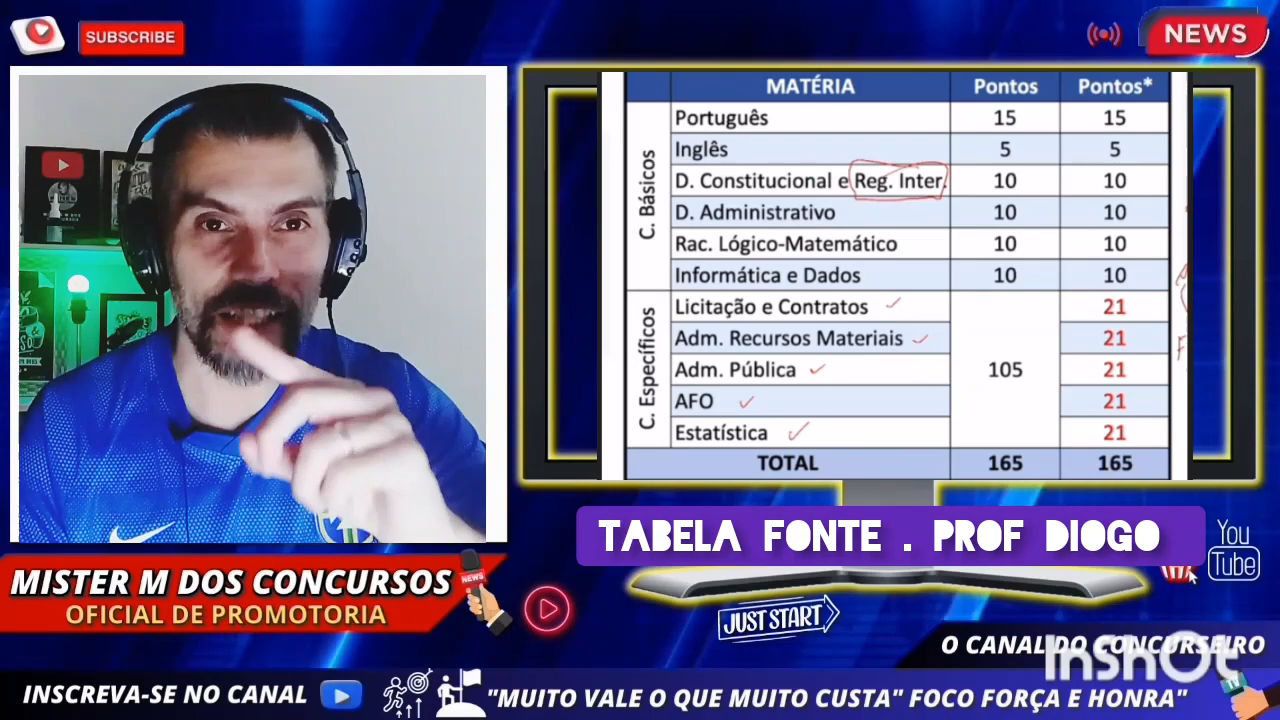 SUBSCRIBE
NEWS
MATÉRIA Pontos Pontos*
C. Básicos
Português 15 15
Inglês 5 5
D. Constitucional e Reg. Inter. 10 10
D. Administrativo 10 10
Rac. Lógico-Matemático 10 10
Informática e Dados 10 10
C. Específicos
Licitação e Contratos 21
Adm. Recursos Materiais 21
Adm. Pública 105 21
AFO 21
Estatística 21
TOTAL 165 165
TABELA FONTE . PROF DIOGO
You
Tube
MISTER M DOS CONCURSOS
NEWS
OFICIAL DE PROMOTORIA
JUST START
O CANAL DO CONCURSEIRO
InShOt
INSCREVA-SE NO CANAL
"MUITO VALE O QUE MUITO CUSTA" FOCO FORÇA E HONRA"